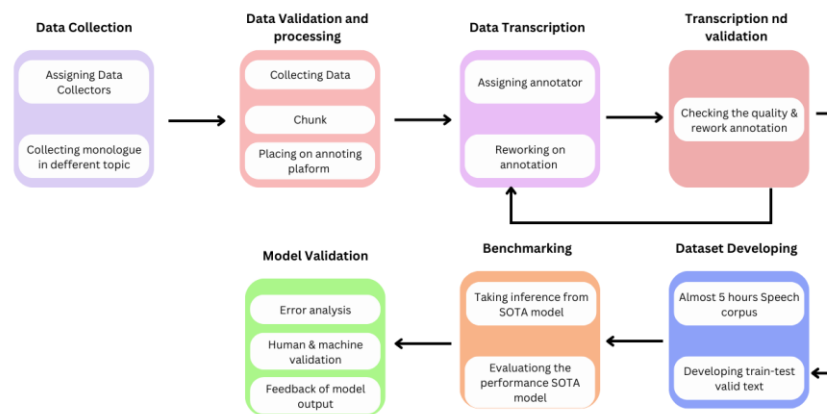 Data Collection
Assigning Data
Collectors
Collecting monologue
in defferent topic
Data Validation and
processing
Collecting Data
Chunk
Placing on annoting
plaform
Data Transcription
Assigning annotator
Reworking on
annotation
Transcription nd
validation
Checking the quality &
rework annotation
Model Validation
Error analysis
Human & machine
validation
Feedback of model
output
Benchmarking
Taking inference from
SOTA model
Evaluationg the
performance SOTA
model
Dataset Developing
Almost 5 hours Speech
corpus
Developing train-test
valid text